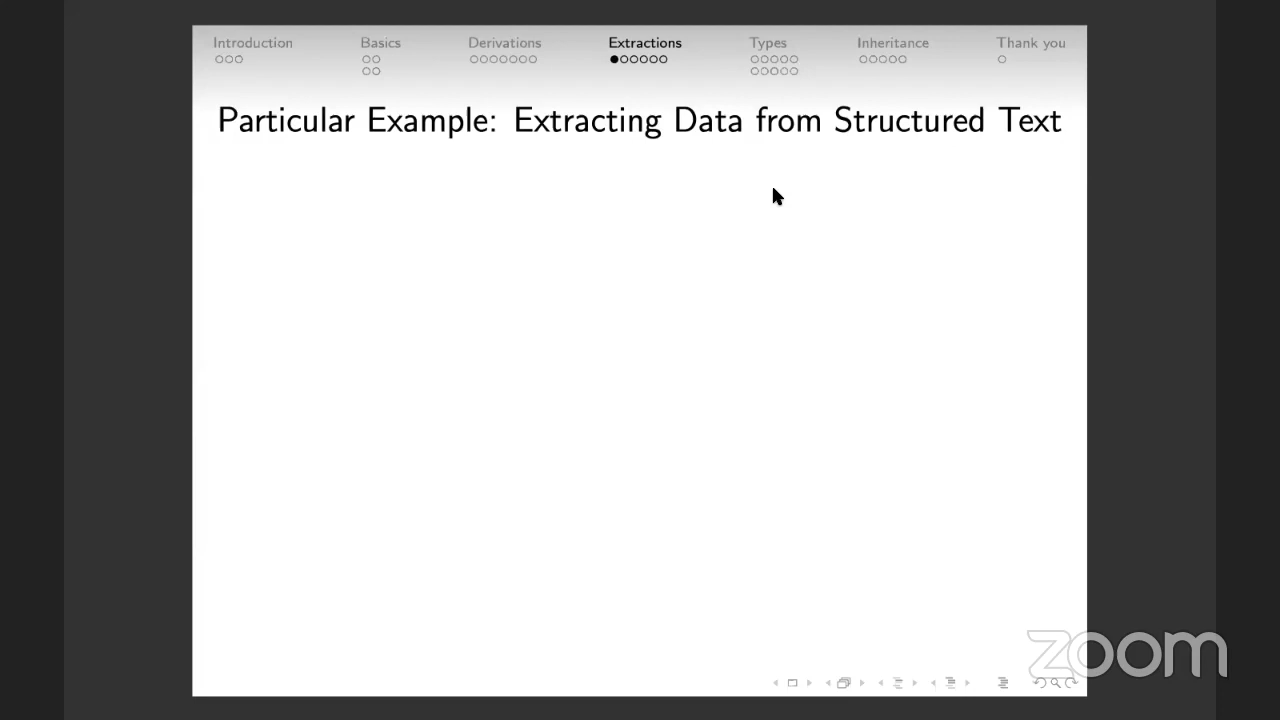 Introduction Basics Derivations Extractions Types Inheritance Thank you
Particular Example: Extracting Data from Structured Text
zoom